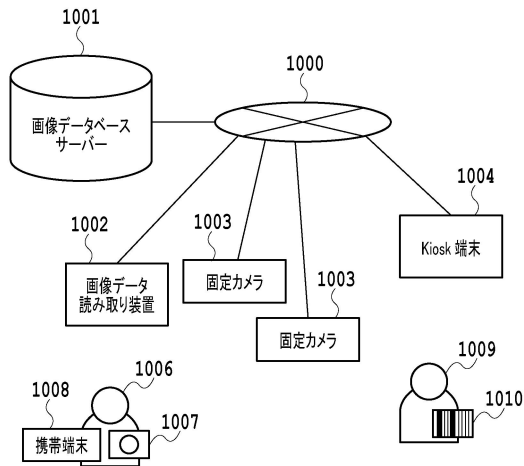 1001
画像データベース
サーバー
1000
1004
Kiosk 端末
1002
画像データ
読み取り装置
1003
固定カメラ
1003
固定カメラ
1006
1008
1007
携帯端末
1009
1010